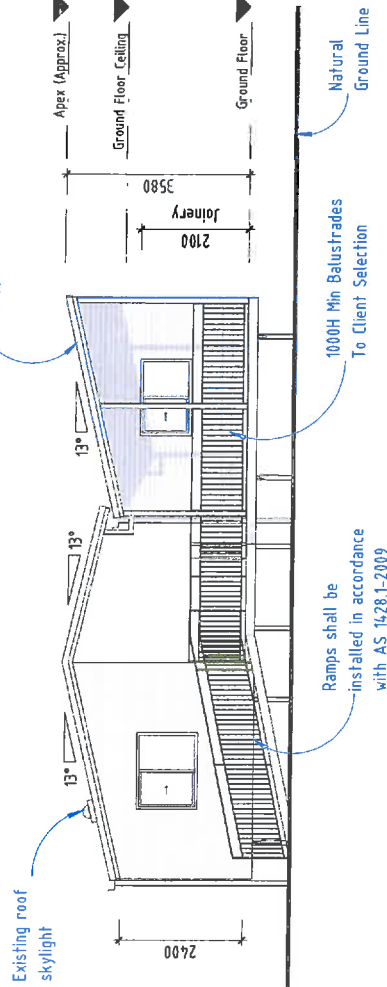 Apex (Approx.)
Ground Floor Ceiling
Ground Floor
3580
2100
Joinery
Natural
Ground Line
1000H Min Balustrades
To Client Selection
13°
13°
13°
Ramps shall be
installed in accordance
with AS 1428.1-2009
Existing roof
skylight
2400